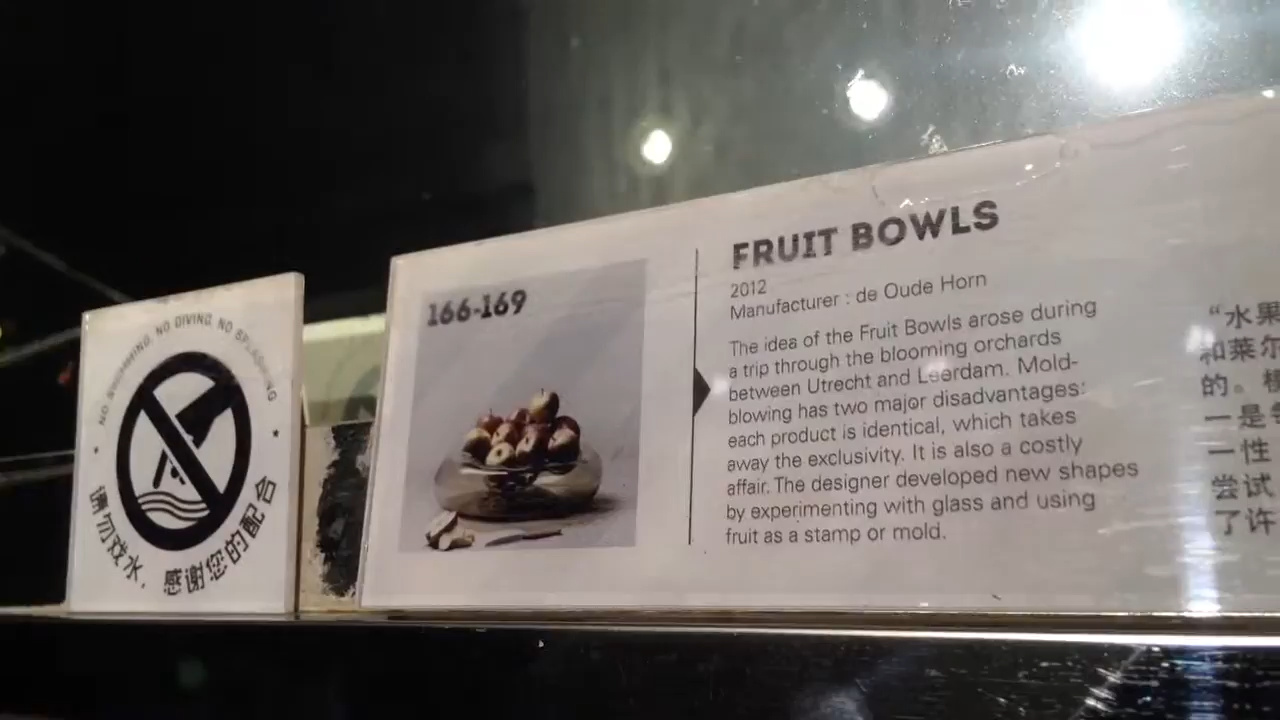 NO SWIMMING, NO DIVING, NO SPLASHING
请勿戏水，感谢您的配合
166-169
FRUIT BOWLS
2012
Manufacturer : de Oude Horn
The idea of the Fruit Bowls arose during
a trip through the blooming orchards
between Utrecht and Leerdam. Mold-
blowing has two major disadvantages:
each product is identical, which takes
away the exclusivity. It is also a costly
affair. The designer developed new shapes
by experimenting with glass and using
fruit as a stamp or mold.
“水果
和莱尔
的。
一是
一性
尝试
了许